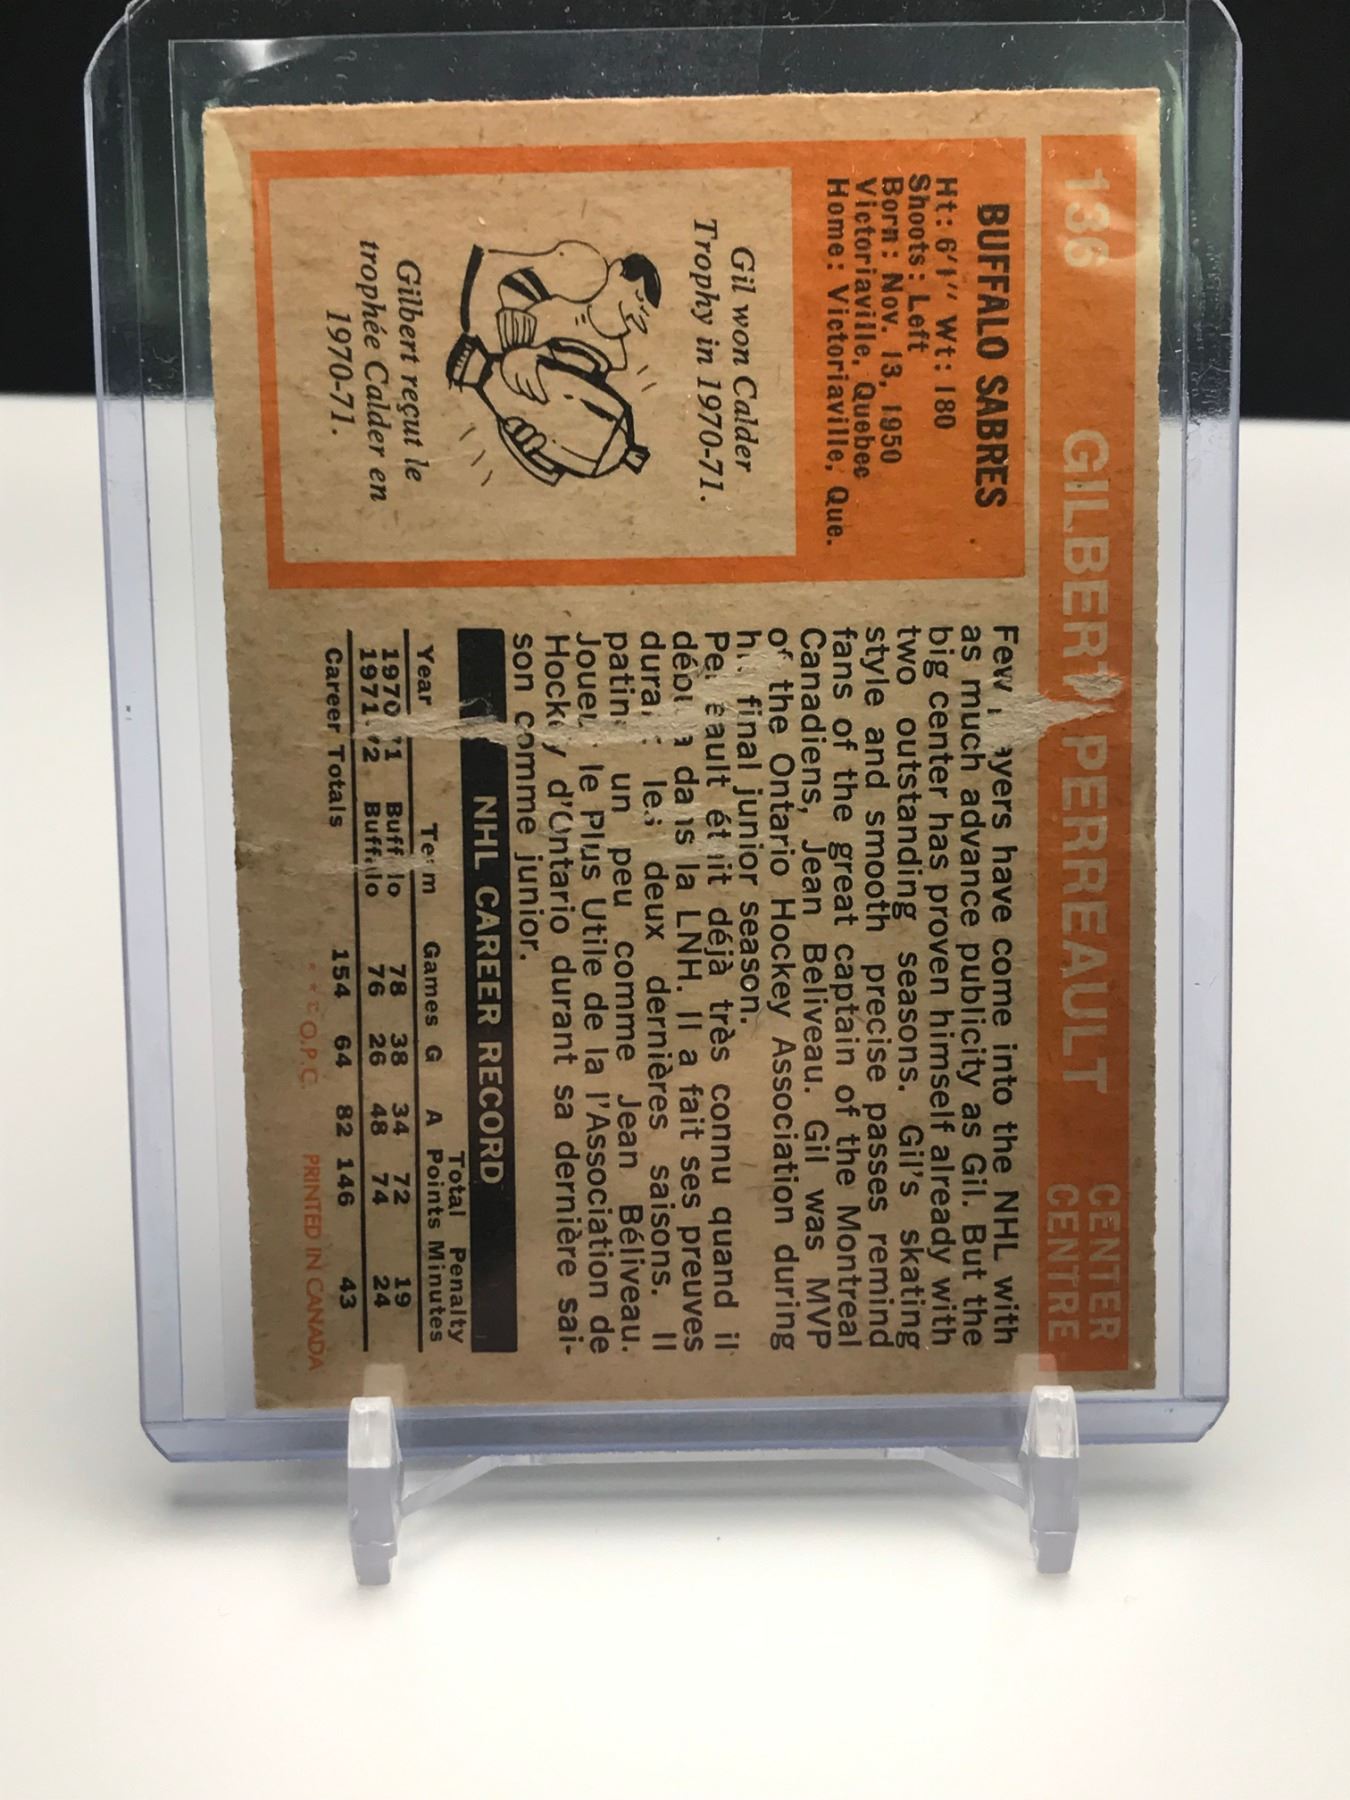 136 GILBERT PERREAULT CENTER
CENTRE
BUFFALO SABRES
Ht: 6'1" Wt: 180
Shoots: Left
Born: Nov. 13, 1950
Victoriaville, Quebec
Home: Victoriaville, Que.
Gil won Calder
Trophy in 1970-71.
Gilbert reçut le
trophée Calder en
1970-71.
Few ayers have come into the NHL with
as much advance publicity as Gil. But the
big center has proven himself already with
two outstanding seasons. Gil's skating
style and smooth precise passes remind
fans of the great captain of the Montreal
Canadiens, Jean Beliveau. Gil was MVP
of the Ontario Hockey Association during
final junior season.
Perreault était déjà très connu quand il
dans la LNH. Il a fait ses preuves
durant les deux dernières saisons. Il
un peu comme Jean Béliveau.
le Plus Utile de la l'Association de
Hockey d'Ontario durant sa dernière sai-
son comme junior.
NHL CAREER RECORD
Total Penalty
Year Team Games G A Points Minutes
1970-71 Buffalo 78 38 34 72 19
1971-72 Buffalo 76 26 48 74 24
Career Totals 154 64 82 146 43
* * © O.P.C. PRINTED IN CANADA